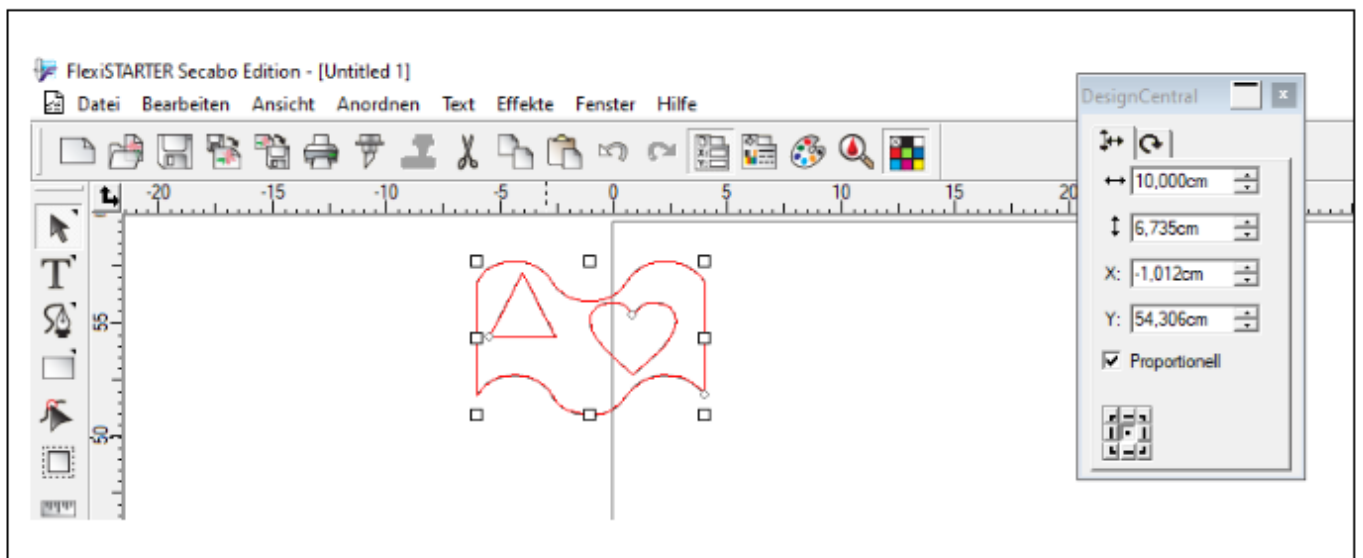 FlexiSTARTER Secabo Edition - [Untitled 1]
Datei Bearbeiten Ansicht Anordnen Text Effekte Fenster Hilfe
DesignCentral
-20 -15 -10 -5 0 5 10 15 20
10,000cm
6,735cm
X: -1,012cm
Y: 54,306cm
Proportionell
55
50